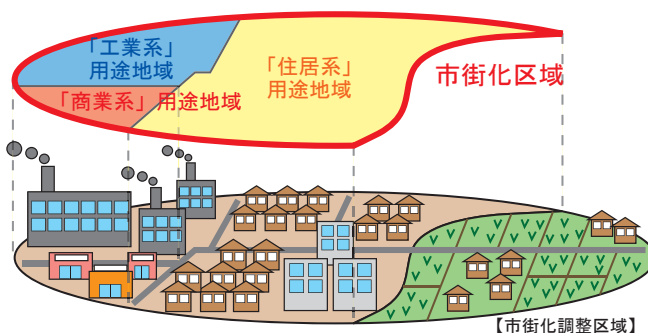 「工業系」
用途地域
「商業系」用途地域
「住居系」
用途地域
市街化区域
【市街化調整区域】